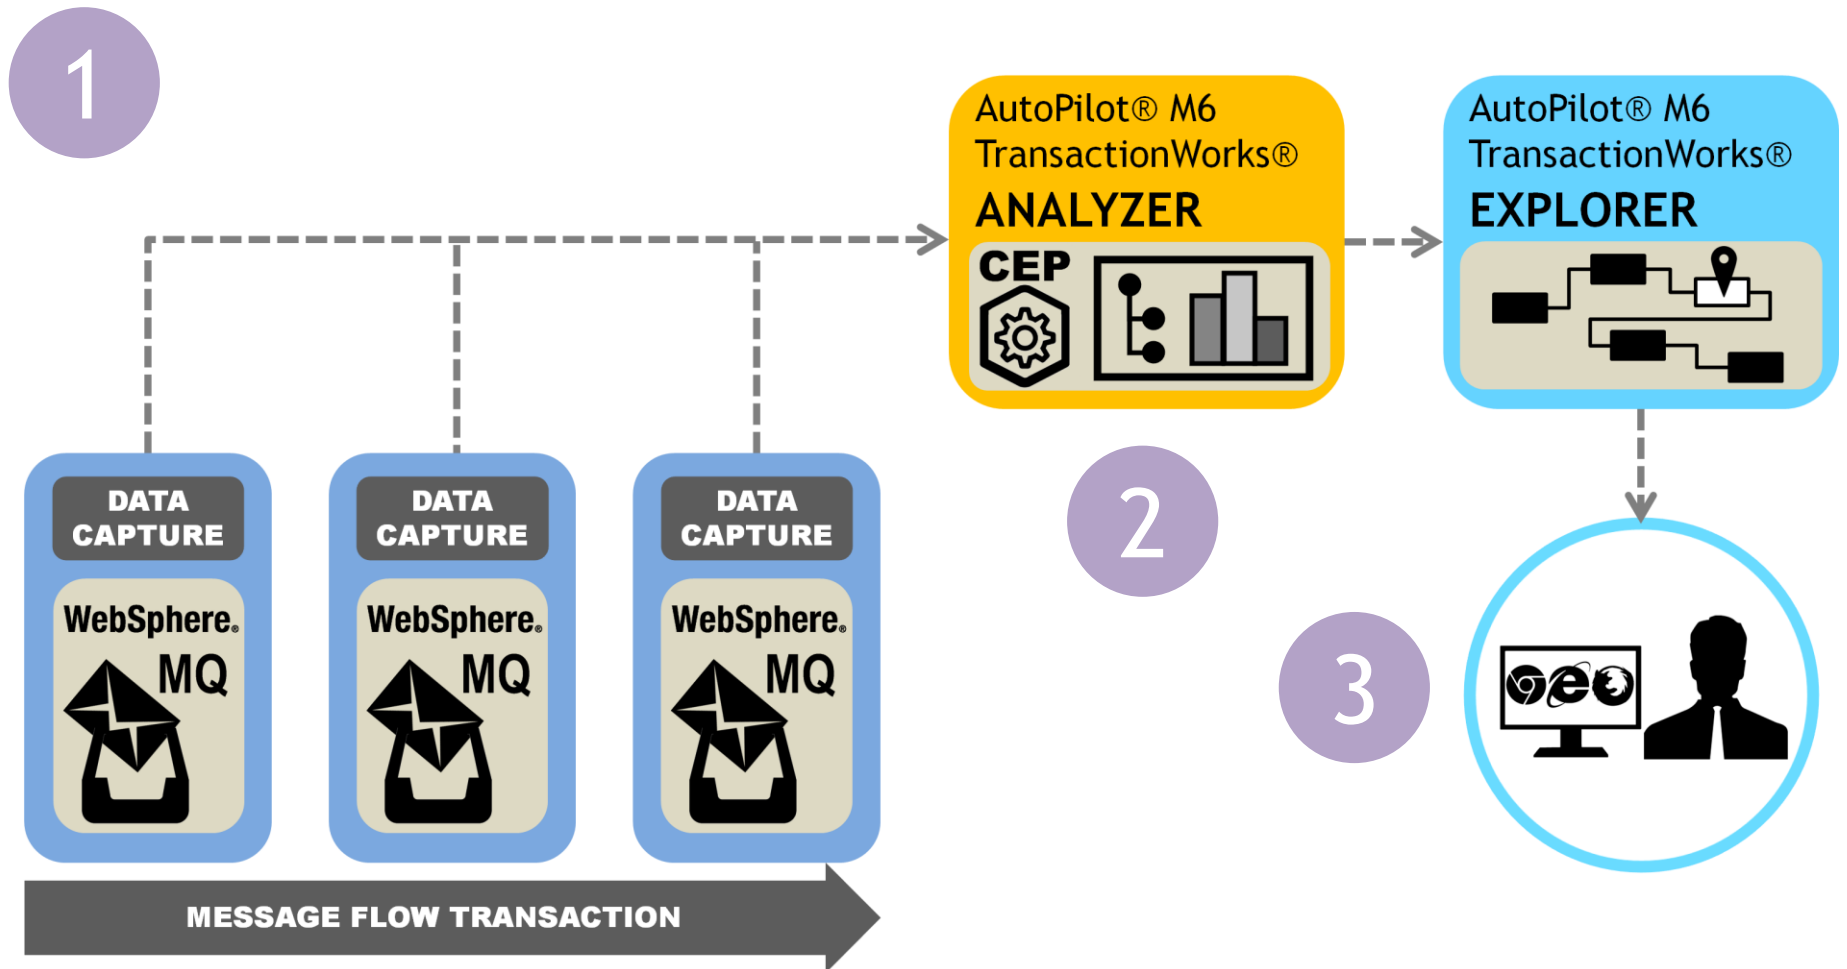 1
AutoPilot® M6
TransactionWorks®
ANALYZER
CEP
AutoPilot® M6
TransactionWorks®
EXPLORER
DATA
CAPTURE
WebSphere®
MQ
DATA
CAPTURE
WebSphere®
MQ
DATA
CAPTURE
WebSphere®
MQ
2
3
MESSAGE FLOW TRANSACTION